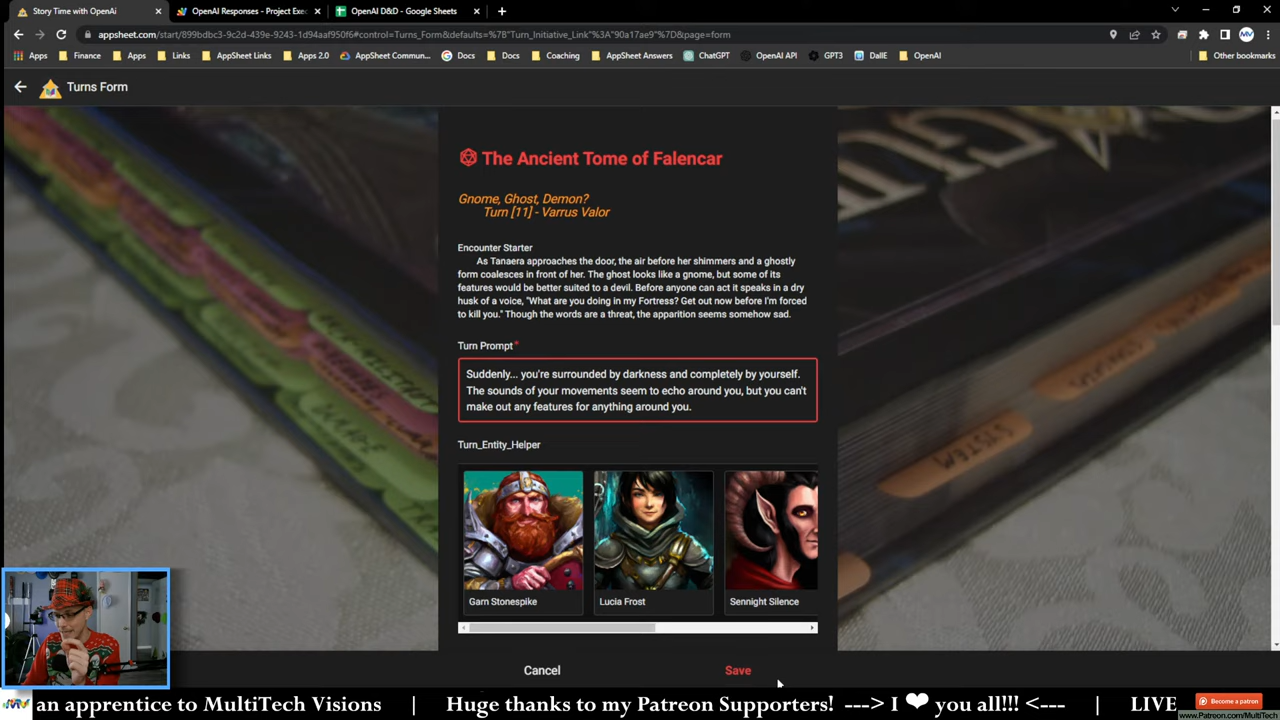 Story Time with OpenAi
OpenAI Responses - Project Exec
OpenAI D&D - Google Sheets
appsheet.com/start/899bdbc3-9c2d-439e-9243-1d94aaf950f6#control=Turns_Form&defaults=%7B"Turn_Initiative_Link"%3A"90a17ae9"%7D&page=form
Apps
Finance
Apps
Links
AppSheet Links
Apps 2.0
AppSheet Commun...
Docs
Docs
Coaching
AppSheet Answers
ChatGPT
OpenAI API
GPT3
DallE
OpenAI
Other bookmarks
Turns Form
The Ancient Tome of Falencar
Gnome, Ghost, Demon?
Turn [11] - Varrus Valor
Encounter Starter
As Tanaera approaches the door, the air before her shimmers and a ghostly
form coalesces in front of her. The ghost looks like a gnome, but some of its
features would be better suited to a devil. Before anyone can act it speaks in a dry
husk of a voice, "What are you doing in my Fortress? Get out now before I'm forced
to kill you." Though the words are a threat, the apparition seems somehow sad.
Turn Prompt*
Suddenly... you're surrounded by darkness and completely by yourself.
The sounds of your movements seem to echo around you, but you can't
make out any features for anything around you.
Turn_Entity_Helper
Garn Stonespike
Lucia Frost
Sennight Silence
Cancel
Save
an apprentice to MultiTech Visions | Huge thanks to my Patreon Supporters! ---> I ❤ you all!!! <--- | LIVE
Become a patron
www.Patreon.com/MultiTech